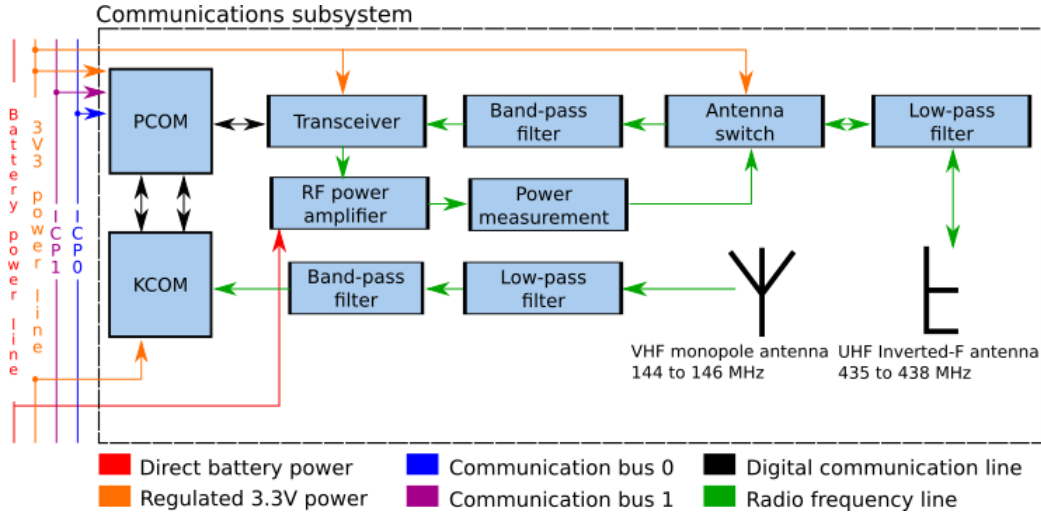 Communications subsystem
PCOM
Transceiver
Band-pass
filter
Antenna
switch
Low-pass
filter
RF power
amplifier
Power
measurement
KCOM
Band-pass
filter
Low-pass
filter
Battery power line
3V3 power line
ICP1
ICP0
VHF monopole antenna
144 to 146 MHz
UHF Inverted-F antenna
435 to 438 MHz
Direct battery power
Communication bus 0
Digital communication line
Regulated 3.3V power
Communication bus 1
Radio frequency line